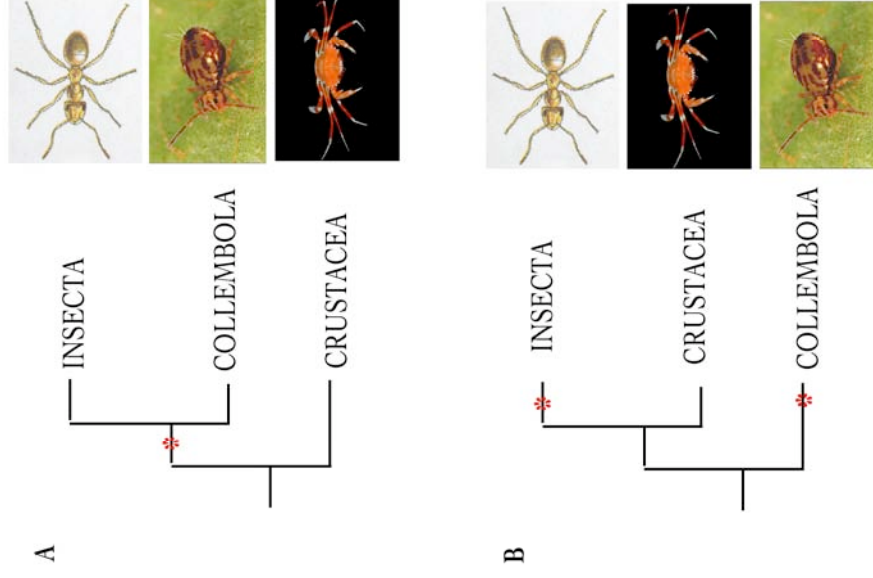 A
INSECTA
COLLEMBOLA
CRUSTACEA
B
INSECTA
CRUSTACEA
COLLEMBOLA